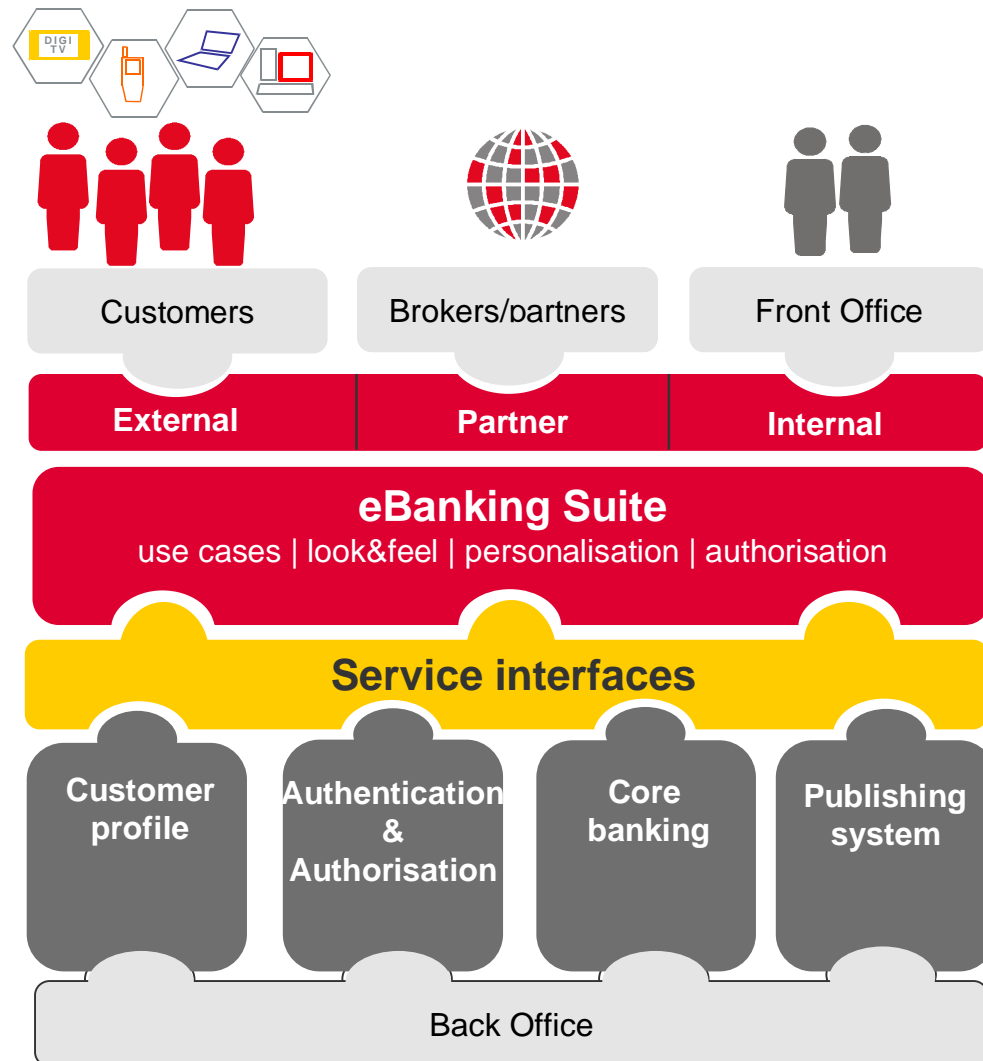 DIGI
TV
Customers
Brokers/partners
Front Office
External
Partner
Internal
eBanking Suite
use cases | look&feel | personalisation | authorisation
Service interfaces
Customer
profile
Authentication
&
Authorisation
Core
banking
Publishing
system
Back Office